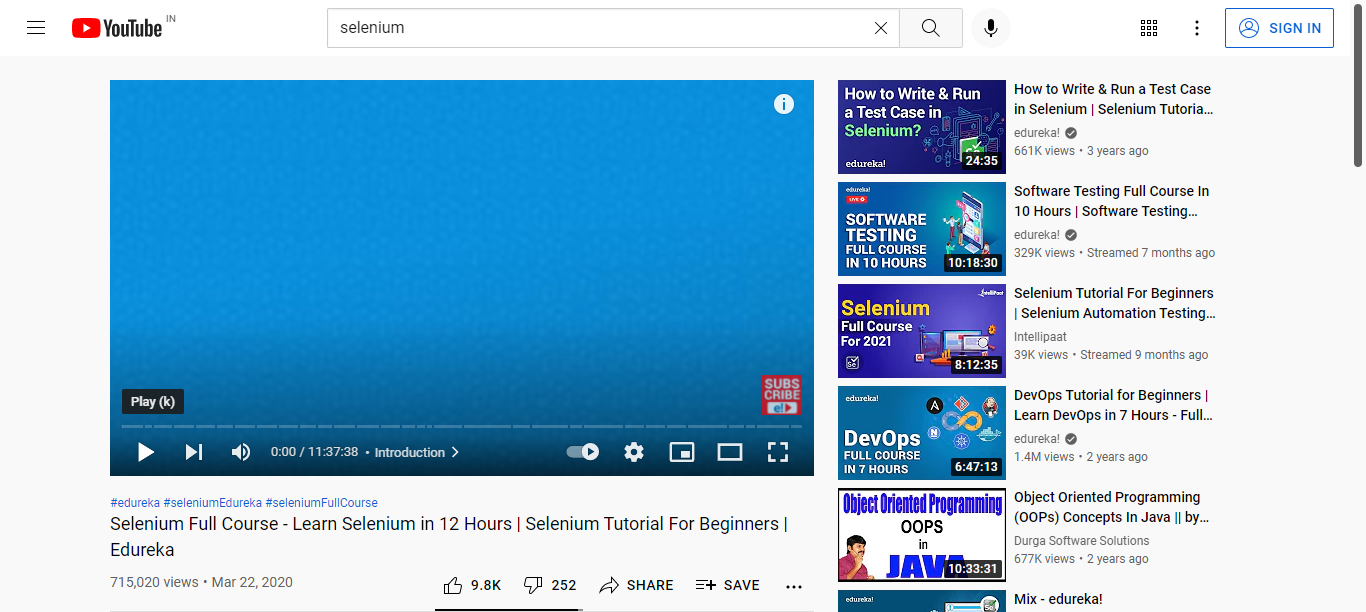 YouTube IN
selenium
SIGN IN
i
SUBS
CRIBE
e!
Play (k)
0:00 / 11:37:38 • Introduction
#edureka #seleniumEdureka #seleniumFullCourse
Selenium Full Course - Learn Selenium in 12 Hours | Selenium Tutorial For Beginners |
Edureka
715,020 views • Mar 22, 2020
9.8K
252
SHARE
SAVE
How to Write & Run
a Test Case in
Selenium?
Se
edureka!
24:35
How to Write & Run a Test Case
in Selenium | Selenium Tutoria...
edureka!
661K views • 3 years ago
edureka!
LIVE
SOFTWARE
TESTING
FULL COURSE
IN 10 HOURS
10:18:30
Software Testing Full Course In
10 Hours | Software Testing...
edureka!
329K views • Streamed 7 months ago
Intellipaat
Selenium
Full Course
For 2021
Se
8:12:35
Selenium Tutorial For Beginners
| Selenium Automation Testing...
Intellipaat
39K views • Streamed 9 months ago
edureka!
A
N
DevOps
FULL COURSE
IN 7 HOURS
6:47:13
DevOps Tutorial for Beginners |
Learn DevOps in 7 Hours - Full...
edureka!
1.4M views • 2 years ago
Object Oriented Programming
OOPS
in
JAVA
10:33:31
Object Oriented Programming
(OOPs) Concepts In Java || by...
Durga Software Solutions
677K views • 2 years ago
edureka!
Se
Mix - edureka!